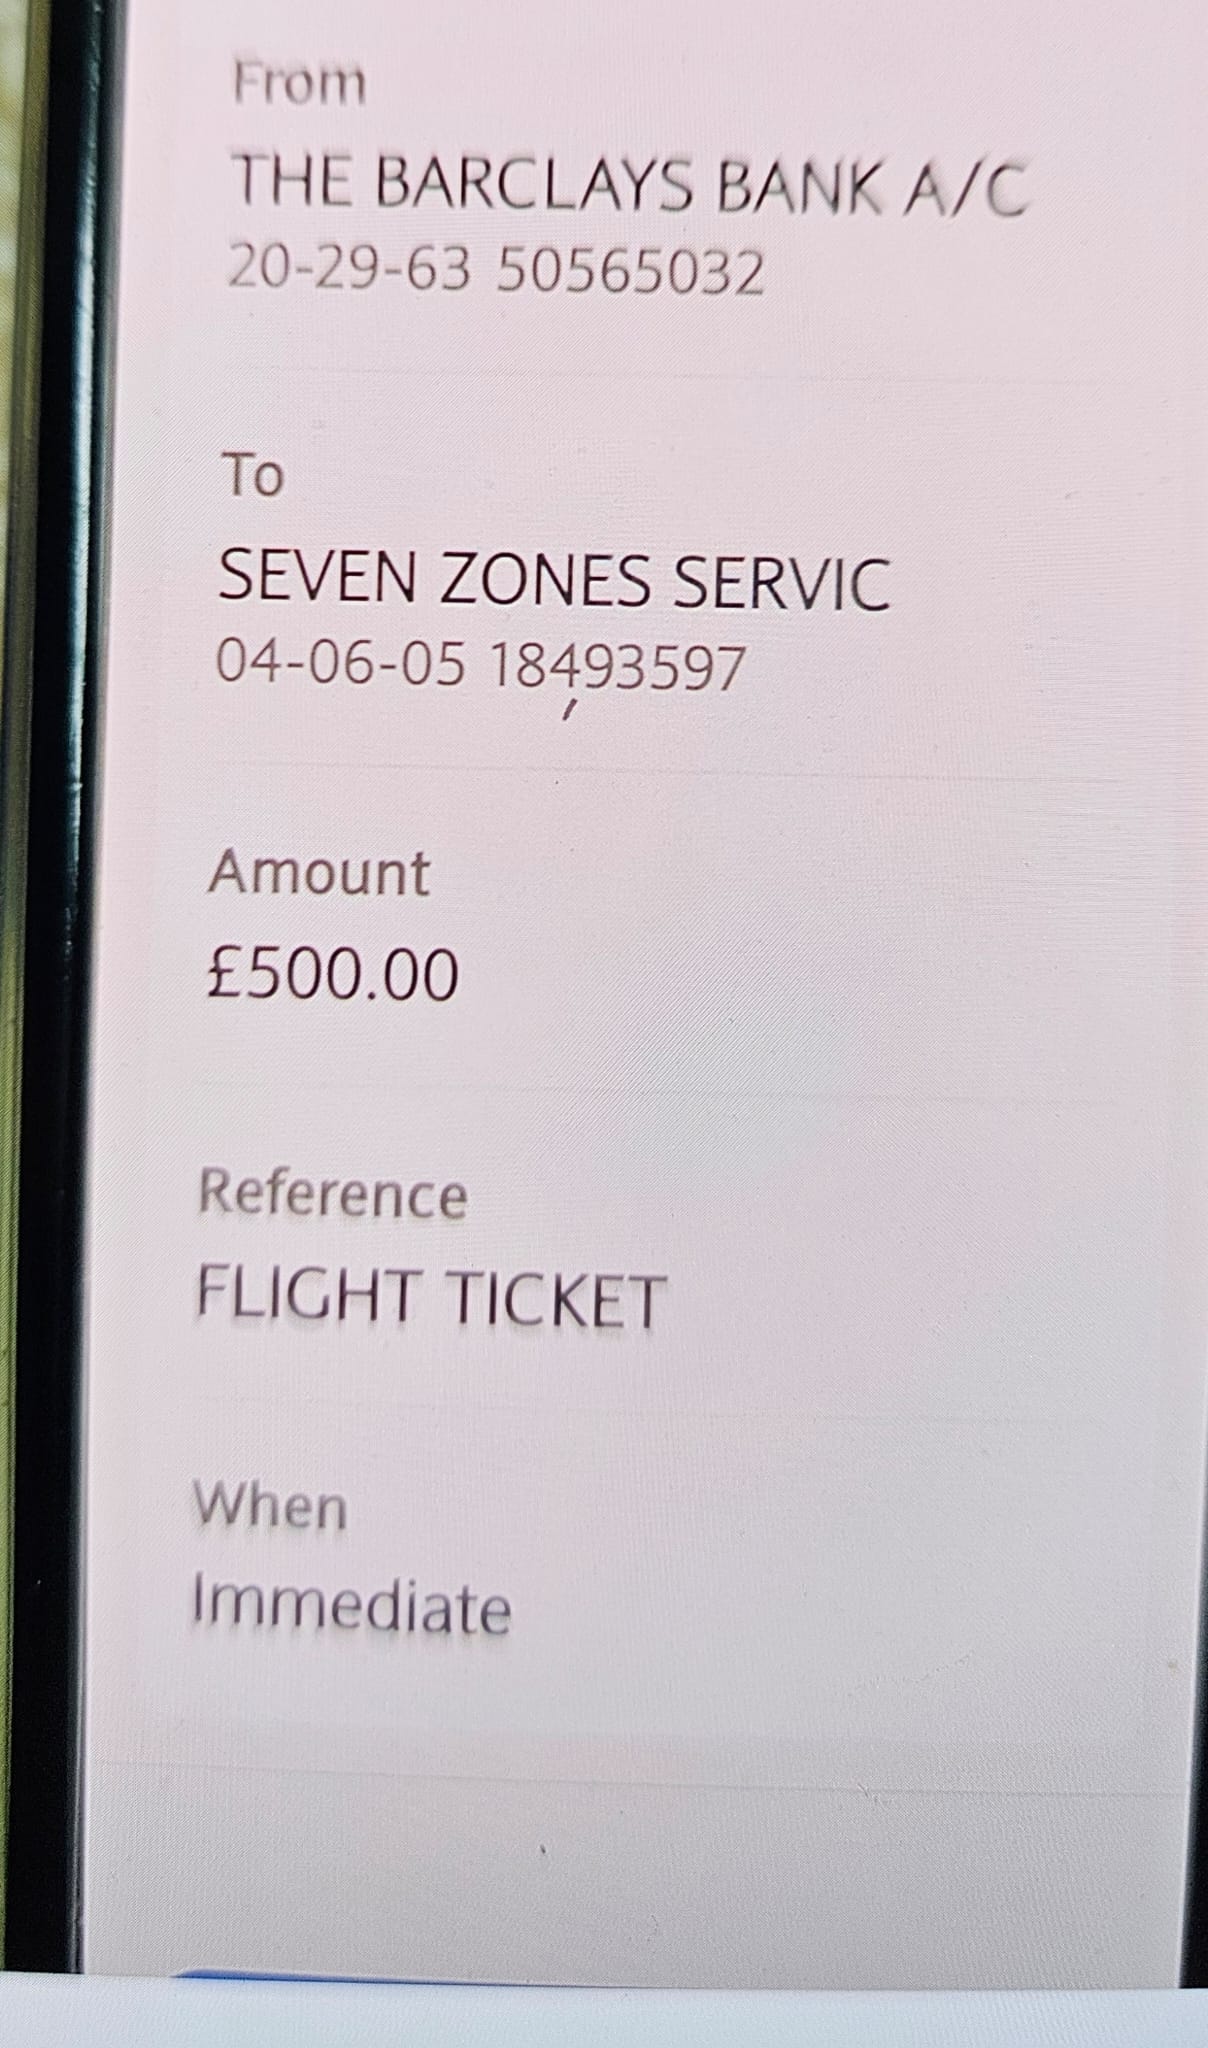 From
THE BARCLAYS BANK A/C
20-29-63 50565032
To
SEVEN ZONES SERVIC
04-06-05 18493597
Amount
£500.00
Reference
FLIGHT TICKET
When
Immediate